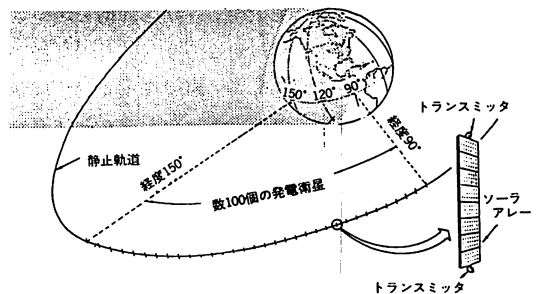 150° 120° 90°
トランスミッタ
経度90°
静止軌道
経度150°
数100個の発電衛星
ソーラ
アレー
トランスミッタ